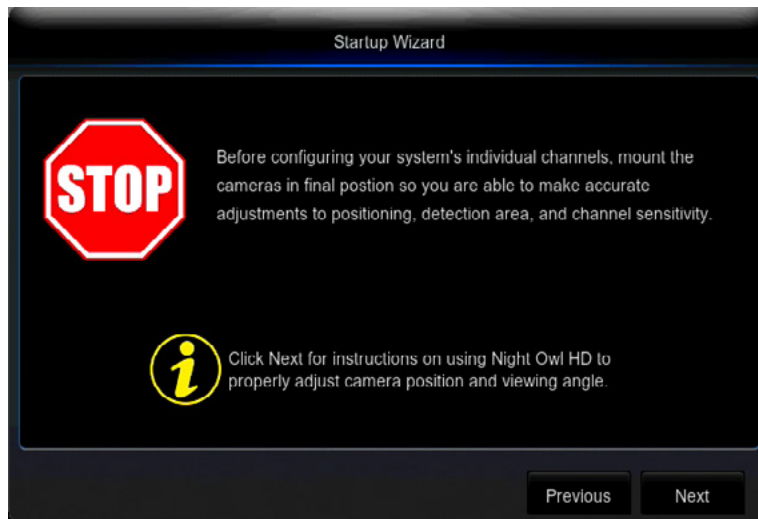 Startup Wizard
STOP
Before configuring your system's individual channels, mount the
cameras in final postion so you are able to make accurate
adjustments to positioning, detection area, and channel sensitivity.
i
Click Next for instructions on using Night Owl HD to
properly adjust camera position and viewing angle.
Previous
Next